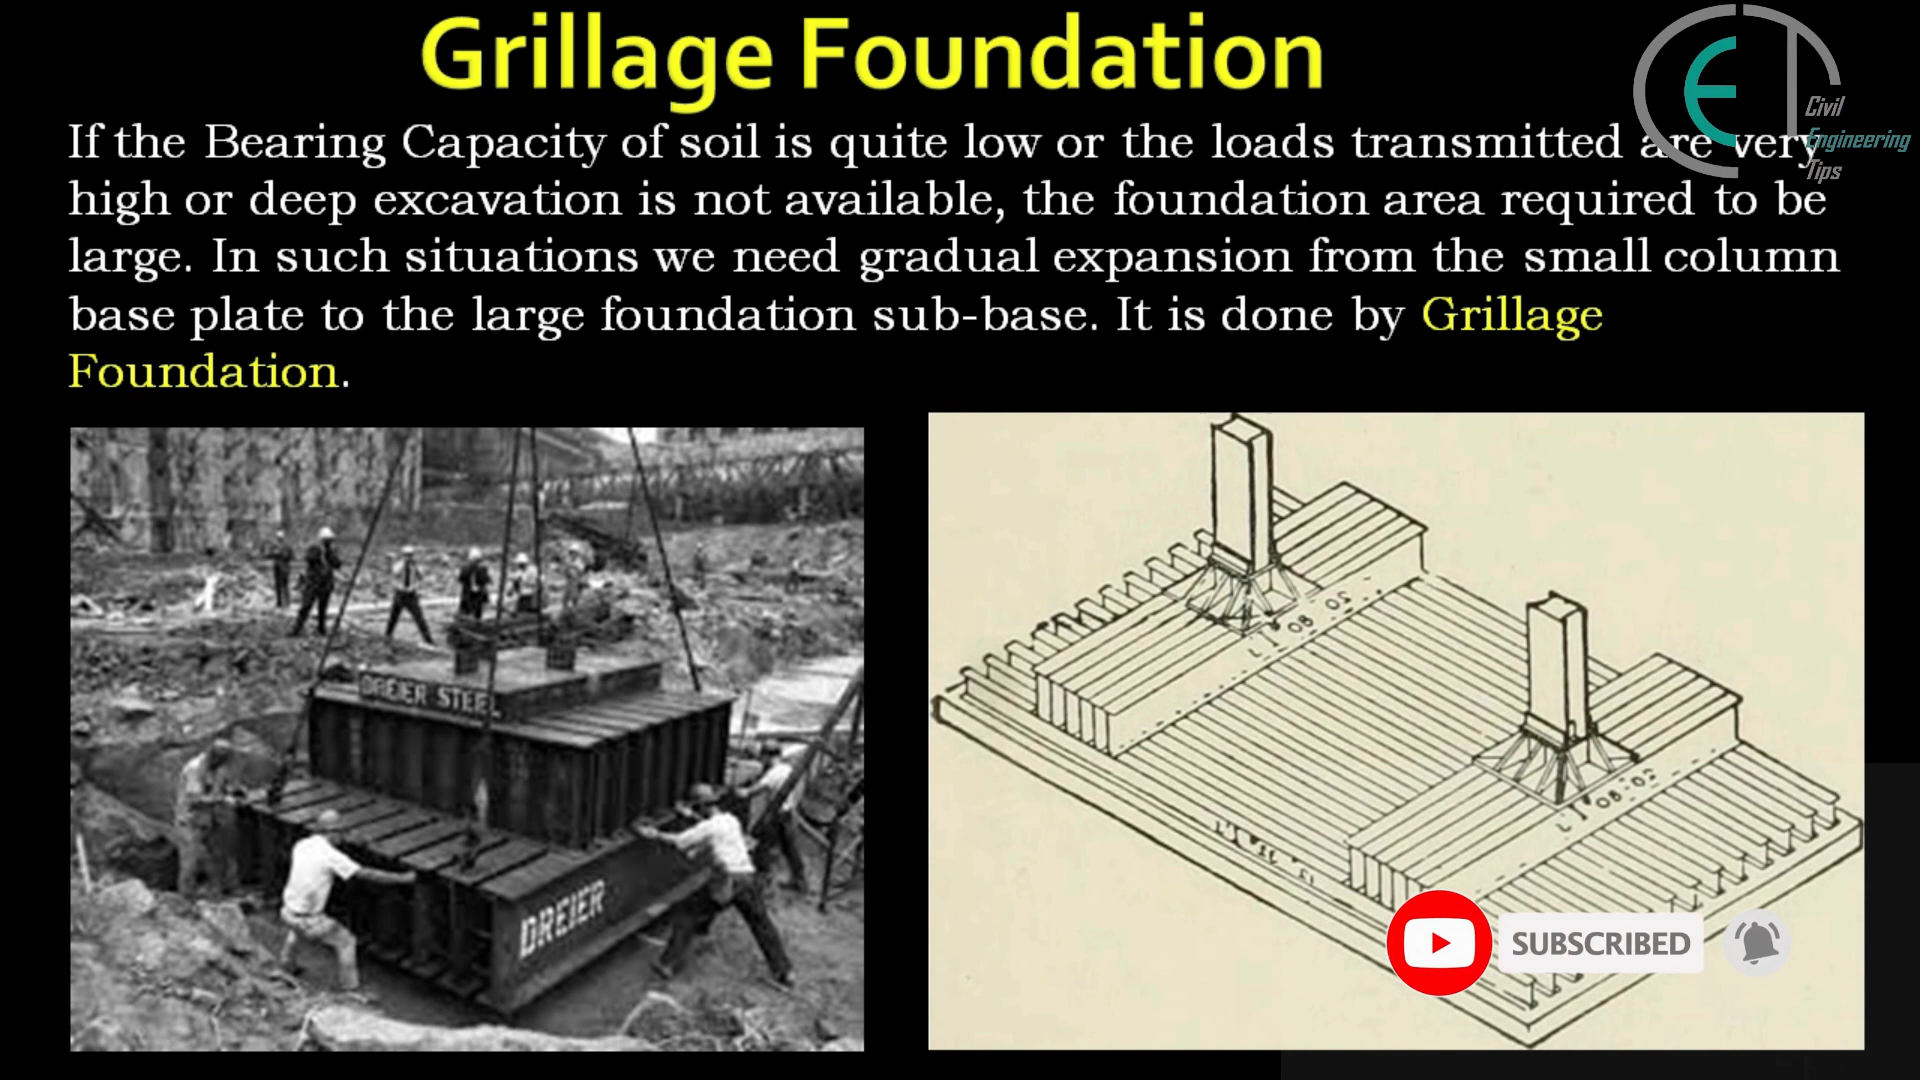 Grillage Foundation
Civil
Engineering
Tips
If the Bearing Capacity of soil is quite low or the loads transmitted are very
high or deep excavation is not available, the foundation area required to be
large. In such situations we need gradual expansion from the small column
base plate to the large foundation sub-base. It is done by Grillage
Foundation.
DREIER STEEL
DREIER
SUBSCRIBED